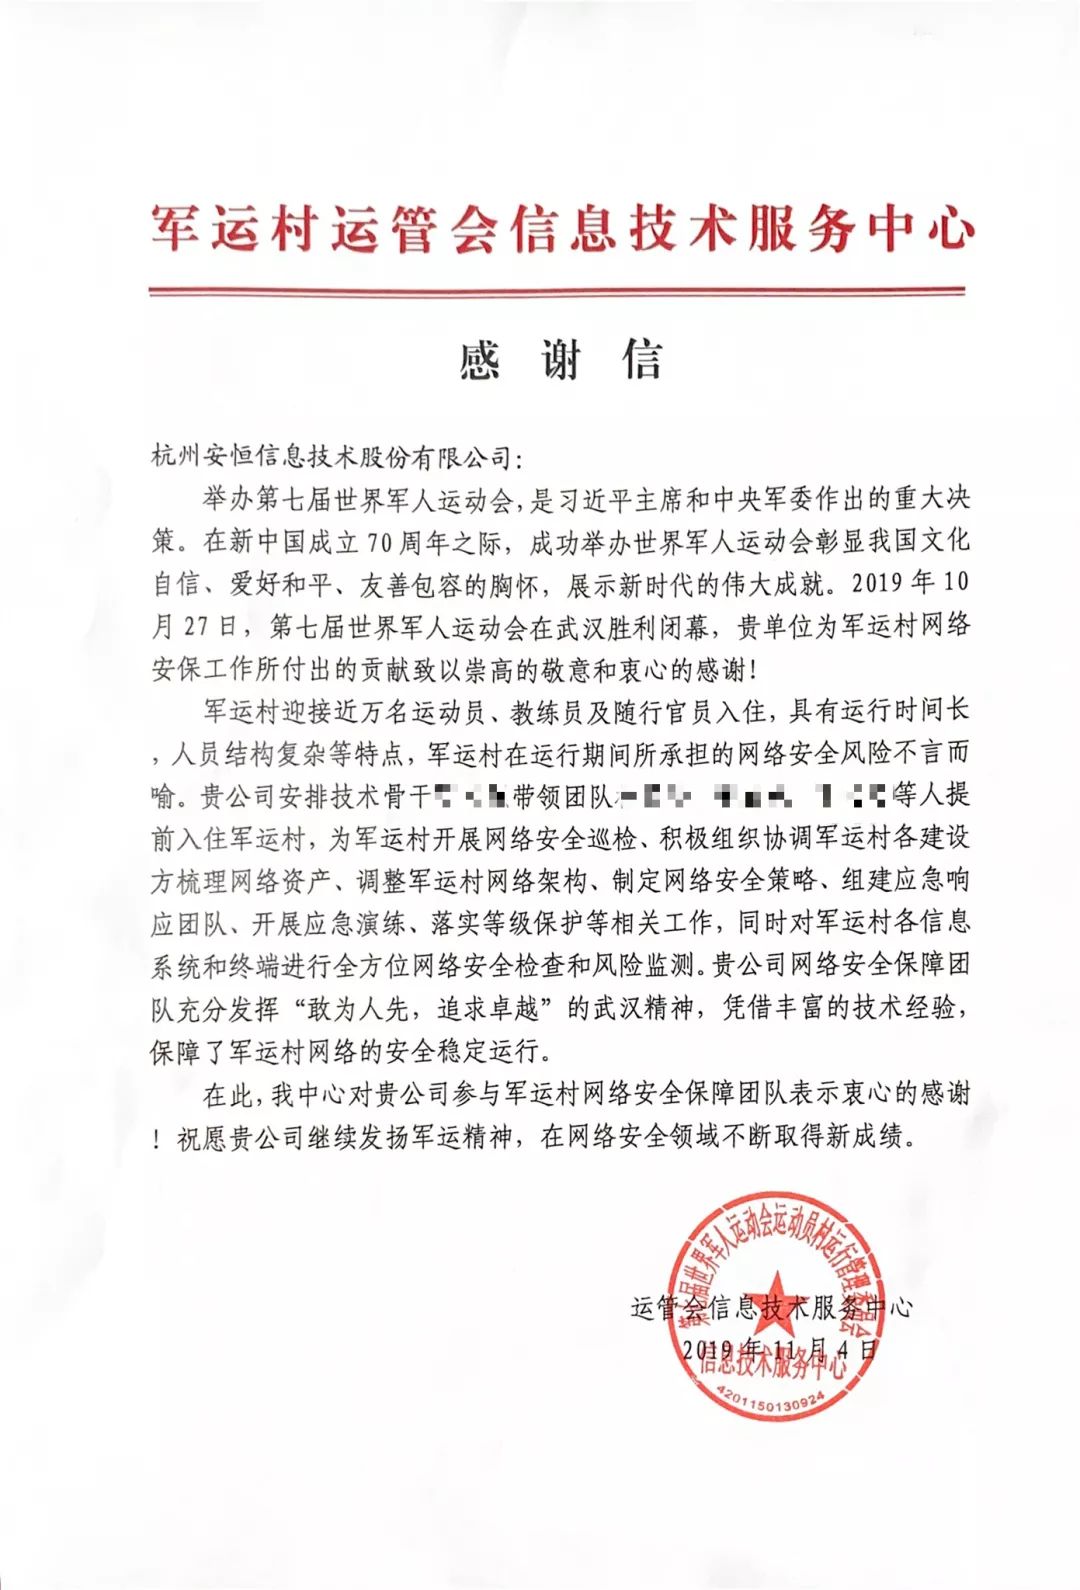 军运村运管会信息技术服务中心
感谢信
杭州安恒信息技术股份有限公司：
举办第七届世界军人运动会，是习近平主席和中央军委作出的重大决
策。在新中国成立70周年之际，成功举办世界军人运动会彰显我国文化
自信、爱好和平、友善包容的胸怀，展示新时代的伟大成就。2019年10
月27日，第七届世界军人运动会在武汉胜利闭幕，贵单位为军运村网络
安保工作所付出的贡献致以崇高的敬意和衷心的感谢！
军运村迎接近万名运动员、教练员及随行官员入住，具有运行时间长
，人员结构复杂等特点，军运村在运行期间所承担的网络安全风险不言而
喻。贵公司安排技术骨干带领团队等人提
前入住军运村，为军运村开展网络安全巡检、积极组织协调军运村各建设
方梳理网络资产、调整军运村网络架构、制定网络安全策略、组建应急响
应团队、开展应急演练、落实等级保护等相关工作，同时对军运村各信息
系统和终端进行全方位网络安全检查和风险监测。贵公司网络安全保障团
队充分发挥“敢为人先，追求卓越”的武汉精神，凭借丰富的技术经验，
保障了军运村网络的安全稳定运行。
在此，我中心对贵公司参与军运村网络安全保障团队表示衷心的感谢
！祝愿贵公司继续发扬军运精神，在网络安全领域不断取得新成绩。
第七届世界军人运动会运动员村运行管理委员会
运管会信息技术服务中心
2019年11月4日
信息技术服务中心
4201150130924